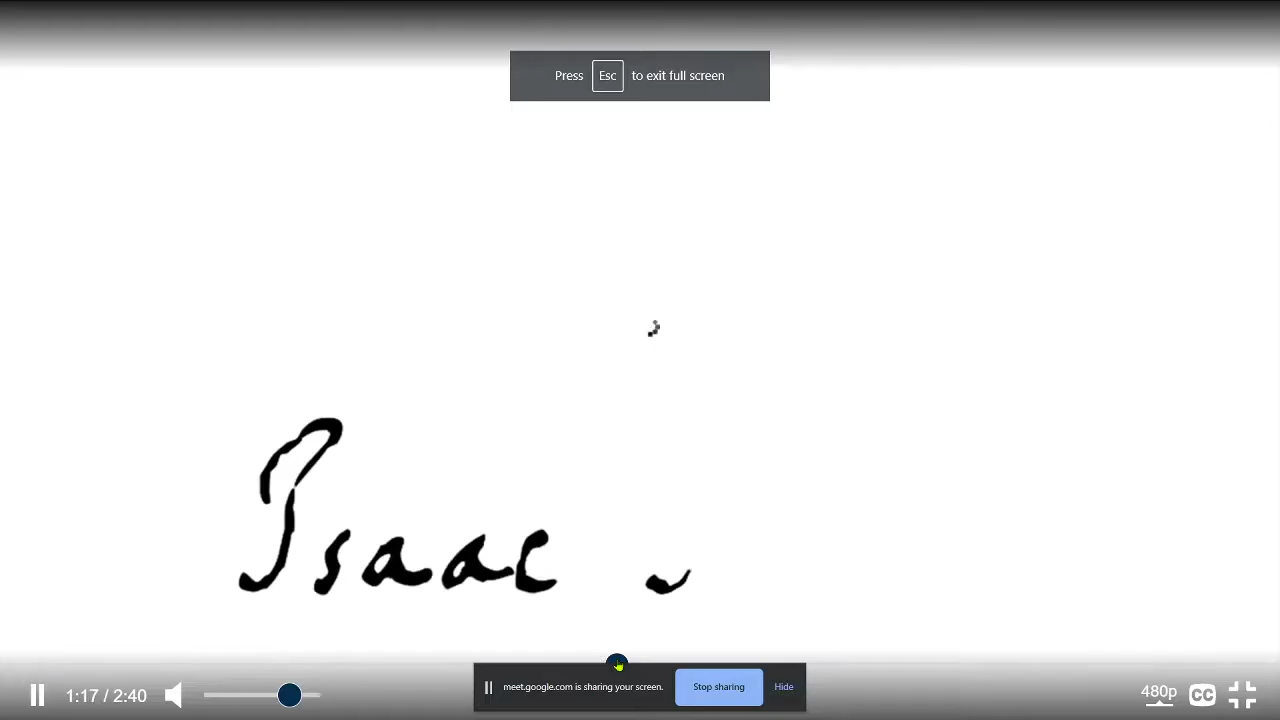 Press Esc to exit full screen
Isaac
meet.google.com is sharing your screen. Stop sharing Hide
1:17 / 2:40 480p CC